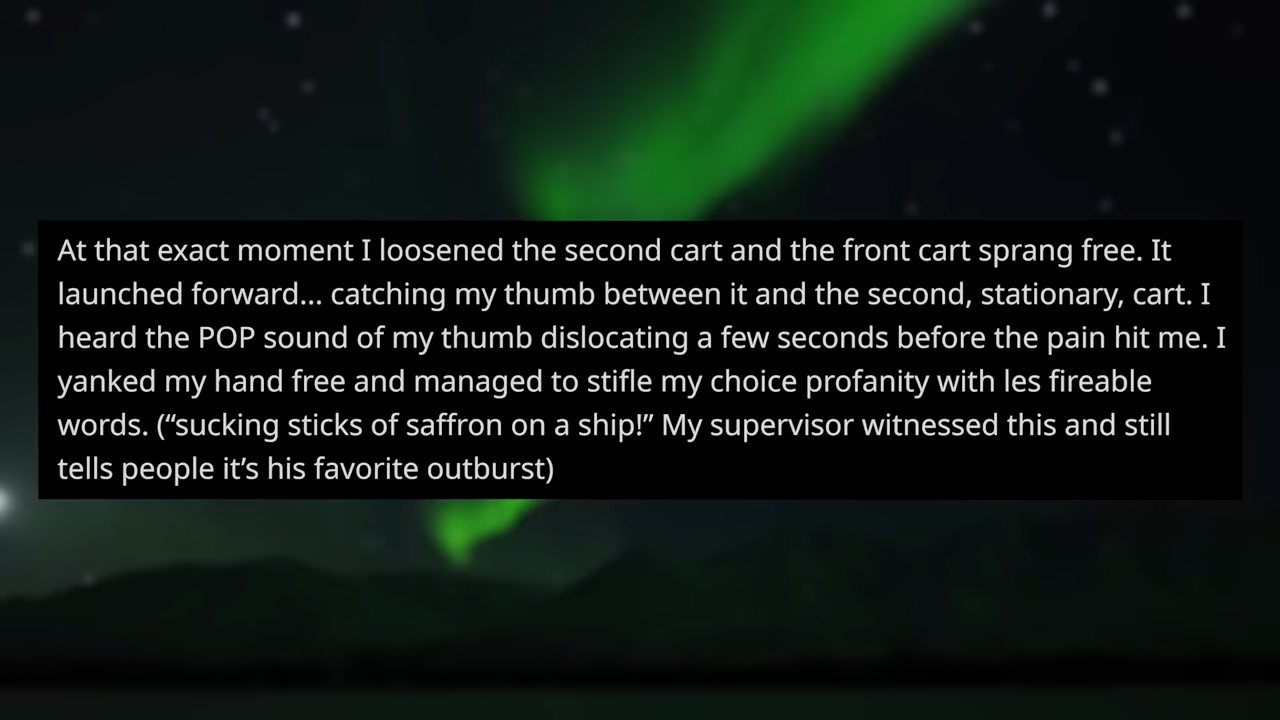 At that exact moment I loosened the second cart and the front cart sprang free. It
launched forward... catching my thumb between it and the second, stationary, cart. I
heard the POP sound of my thumb dislocating a few seconds before the pain hit me. I
yanked my hand free and managed to stifle my choice profanity with les fireable
words. (“sucking sticks of saffron on a ship!” My supervisor witnessed this and still
tells people it’s his favorite outburst)